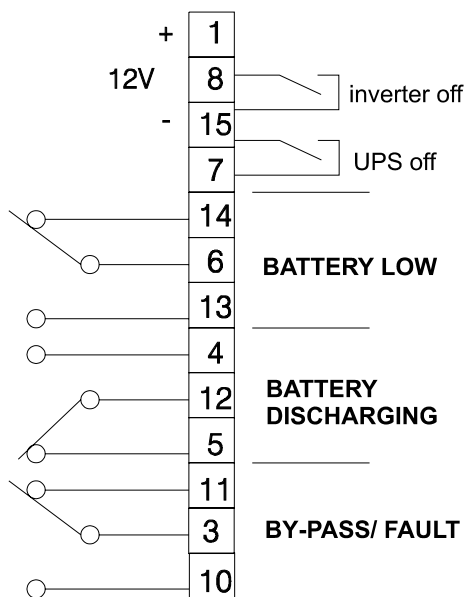 + 1
12V 8
inverter off
- 15
7 UPS off
14
6 BATTERY LOW
13
4
12 BATTERY
DISCHARGING
5
11
3 BY-PASS/ FAULT
10